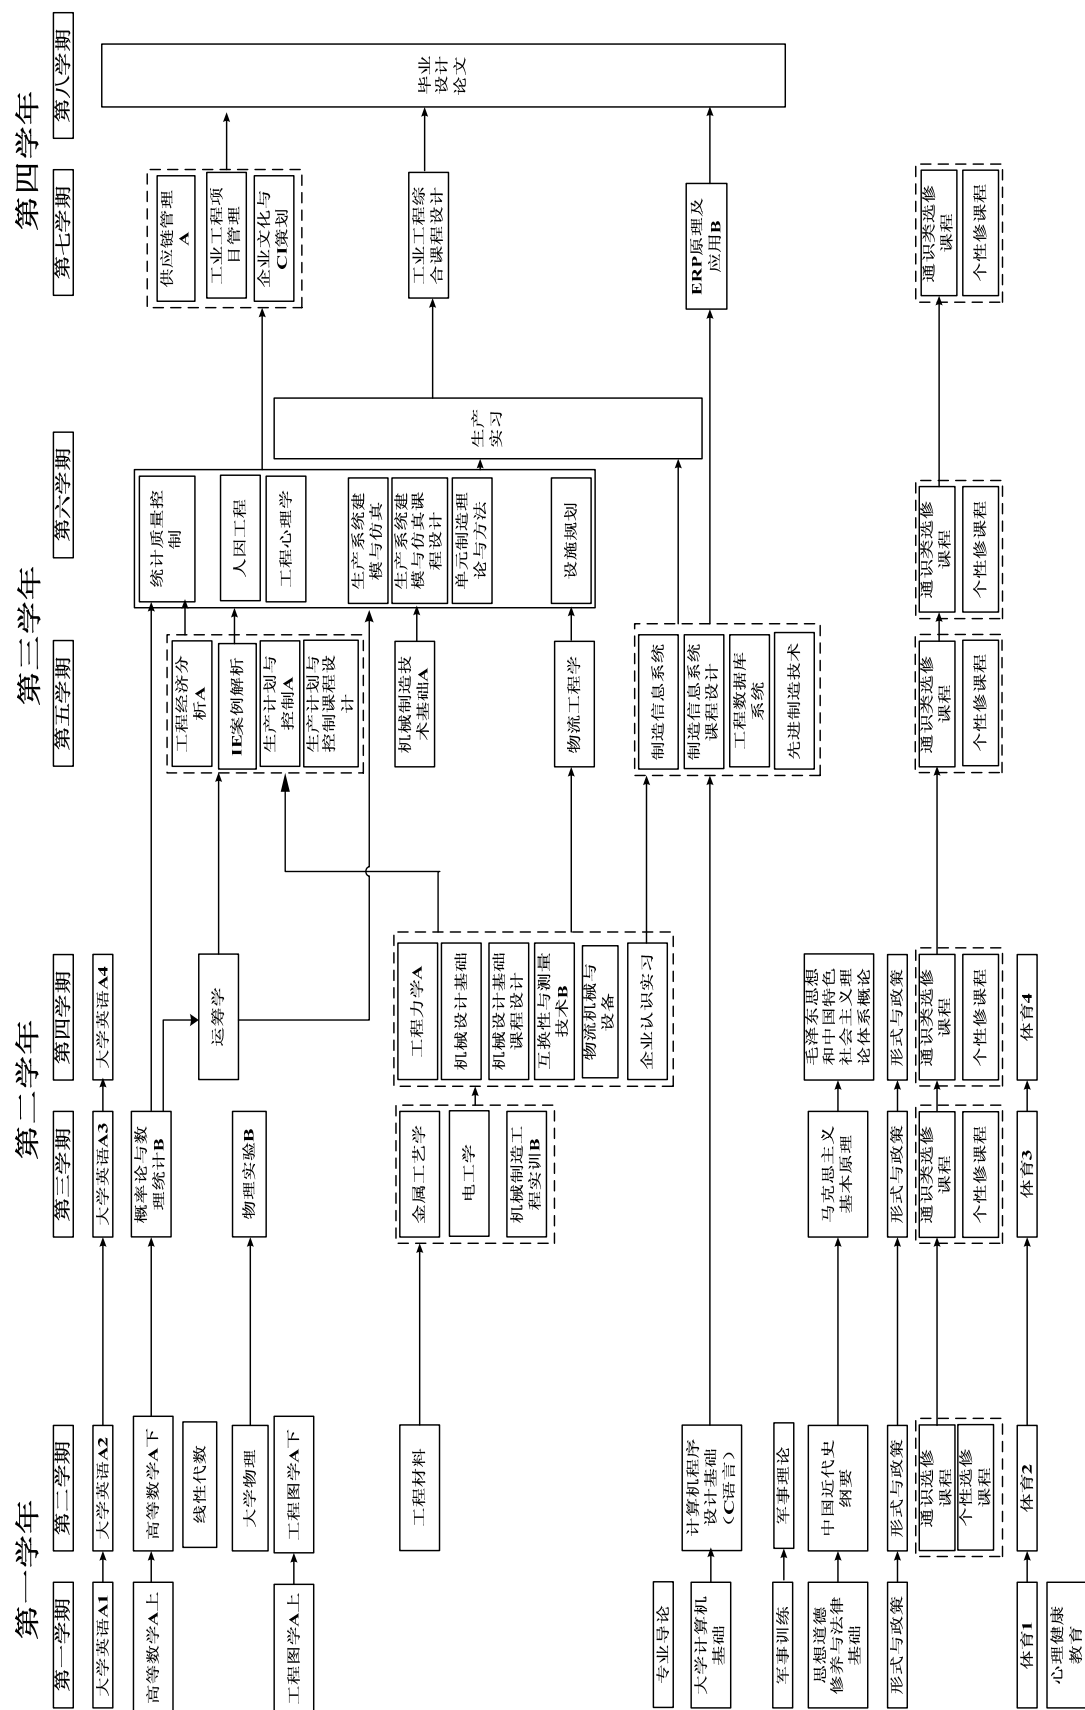 第一学年
第二学年
第三学年
第四学年
第一学期
第二学期
第三学期
第四学期
第五学期
第六学期
第七学期
第八学期
大学英语A1
大学英语A2
大学英语A3
大学英语A4
高等数学A上
高等数学A下
概率论与数
理统计B
线性代数
运筹学
大学物理
物理实验B
工程图学A上
工程图学A下
工程材料
金属工艺学
电工学
机械制造工
程实训B
工程力学A
机械设计基础
机械设计基础
课程设计
互换性与测量
技术B
物流机械与
设备
企业认识实习
工程经济分
析A
IE案例解析
生产计划与
控制A
生产计划与
控制课程设
计
机械制造技
术基础A
物流工程学
制造信息系统
制造信息系统
课程设计
工程数据库
系统
先进制造技术
统计质量控
制
人因工程
工程心理学
生产系统建
模与仿真
生产系统建
模与仿真课
程设计
单元制造理
论与方法
设施规划
生产
实习
供应链管理
A
工业工程项
目管理
企业文化与
CI策划
工业工程综
合课程设计
ERP原理及
应用B
毕业
设计
论文
专业导论
大学计算机
基础
计算机程序
设计基础
(C语言)
军事训练
军事理论
思想道德
修养与法律
基础
中国近代史
纲要
马克思主义
基本原理
毛泽东思想
和中国特色
社会主义理
论体系概论
形式与政策
形式与政策
形式与政策
形式与政策
通识选修
课程
个性选修
课程
通识类选修
课程
个性修课程
通识类选修
课程
个性修课程
通识类选修
课程
个性修课程
通识类选修
课程
个性修课程
通识类选修
课程
个性修课程
体育1
体育2
体育3
体育4
心理健康
教育